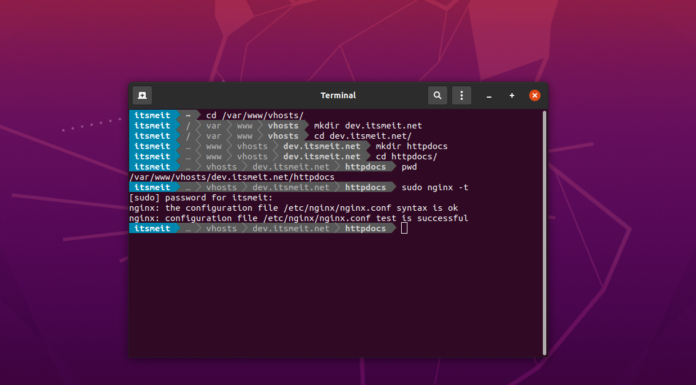 Terminal
itsmeit ~ cd /var/www/vhosts/
itsmeit / var www vhosts mkdir dev.itsmeit.net
itsmeit / var www vhosts cd dev.itsmeit.net/
itsmeit … www vhosts dev.itsmeit.net mkdir httpdocs
itsmeit … www vhosts dev.itsmeit.net cd httpdocs/
itsmeit … vhosts dev.itsmeit.net httpdocs pwd
/var/www/vhosts/dev.itsmeit.net/httpdocs
itsmeit … vhosts dev.itsmeit.net httpdocs sudo nginx -t
[sudo] password for itsmeit:
nginx: the configuration file /etc/nginx/nginx.conf syntax is ok
nginx: configuration file /etc/nginx/nginx.conf test is successful
itsmeit … vhosts dev.itsmeit.net httpdocs